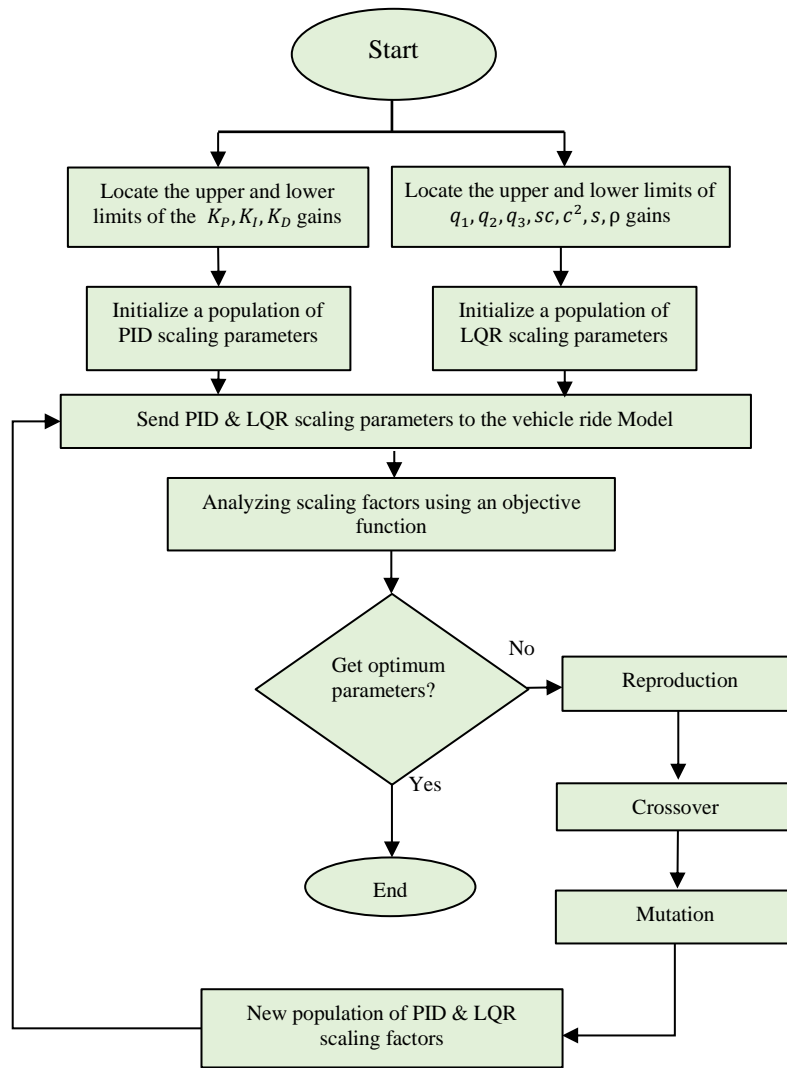 Start
Locate the upper and lower
limits of the K_P, K_I, K_D gains
Locate the upper and lower limits of
q_1, q_2, q_3, sc, c^2, s, ρ gains
Initialize a population of
PID scaling parameters
Initialize a population of
LQR scaling parameters
Send PID & LQR scaling parameters to the vehicle ride Model
Analyzing scaling factors using an objective
function
Get optimum
parameters?
No
Reproduction
Yes
Crossover
End
Mutation
New population of PID & LQR
scaling factors